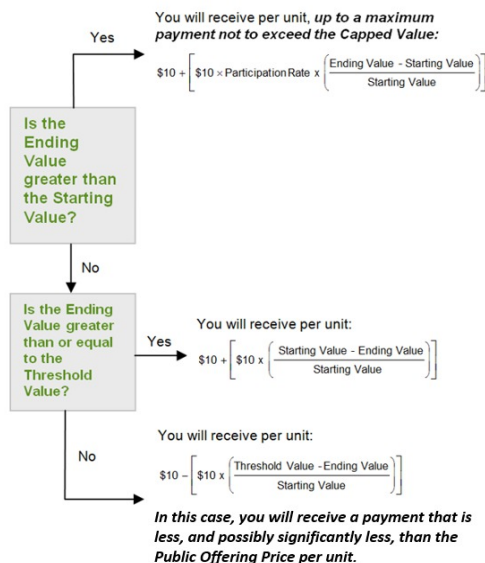 You will receive per unit, up to a maximum
payment not to exceed the Capped Value:
Yes
$10 + [ $10 × Participation Rate x ( Ending Value - Starting Value / Starting Value ) ]
Is the
Ending
Value
greater than
the Starting
Value?
No
Is the Ending
Value greater
than or equal
to the
Threshold
Value?
Yes
You will receive per unit:
$10 + [ $10 x ( Starting Value - Ending Value / Starting Value ) ]
No
You will receive per unit:
$10 – [ $10 x ( Threshold Value - Ending Value / Starting Value ) ]
In this case, you will receive a payment that is
less, and possibly significantly less, than the
Public Offering Price per unit.